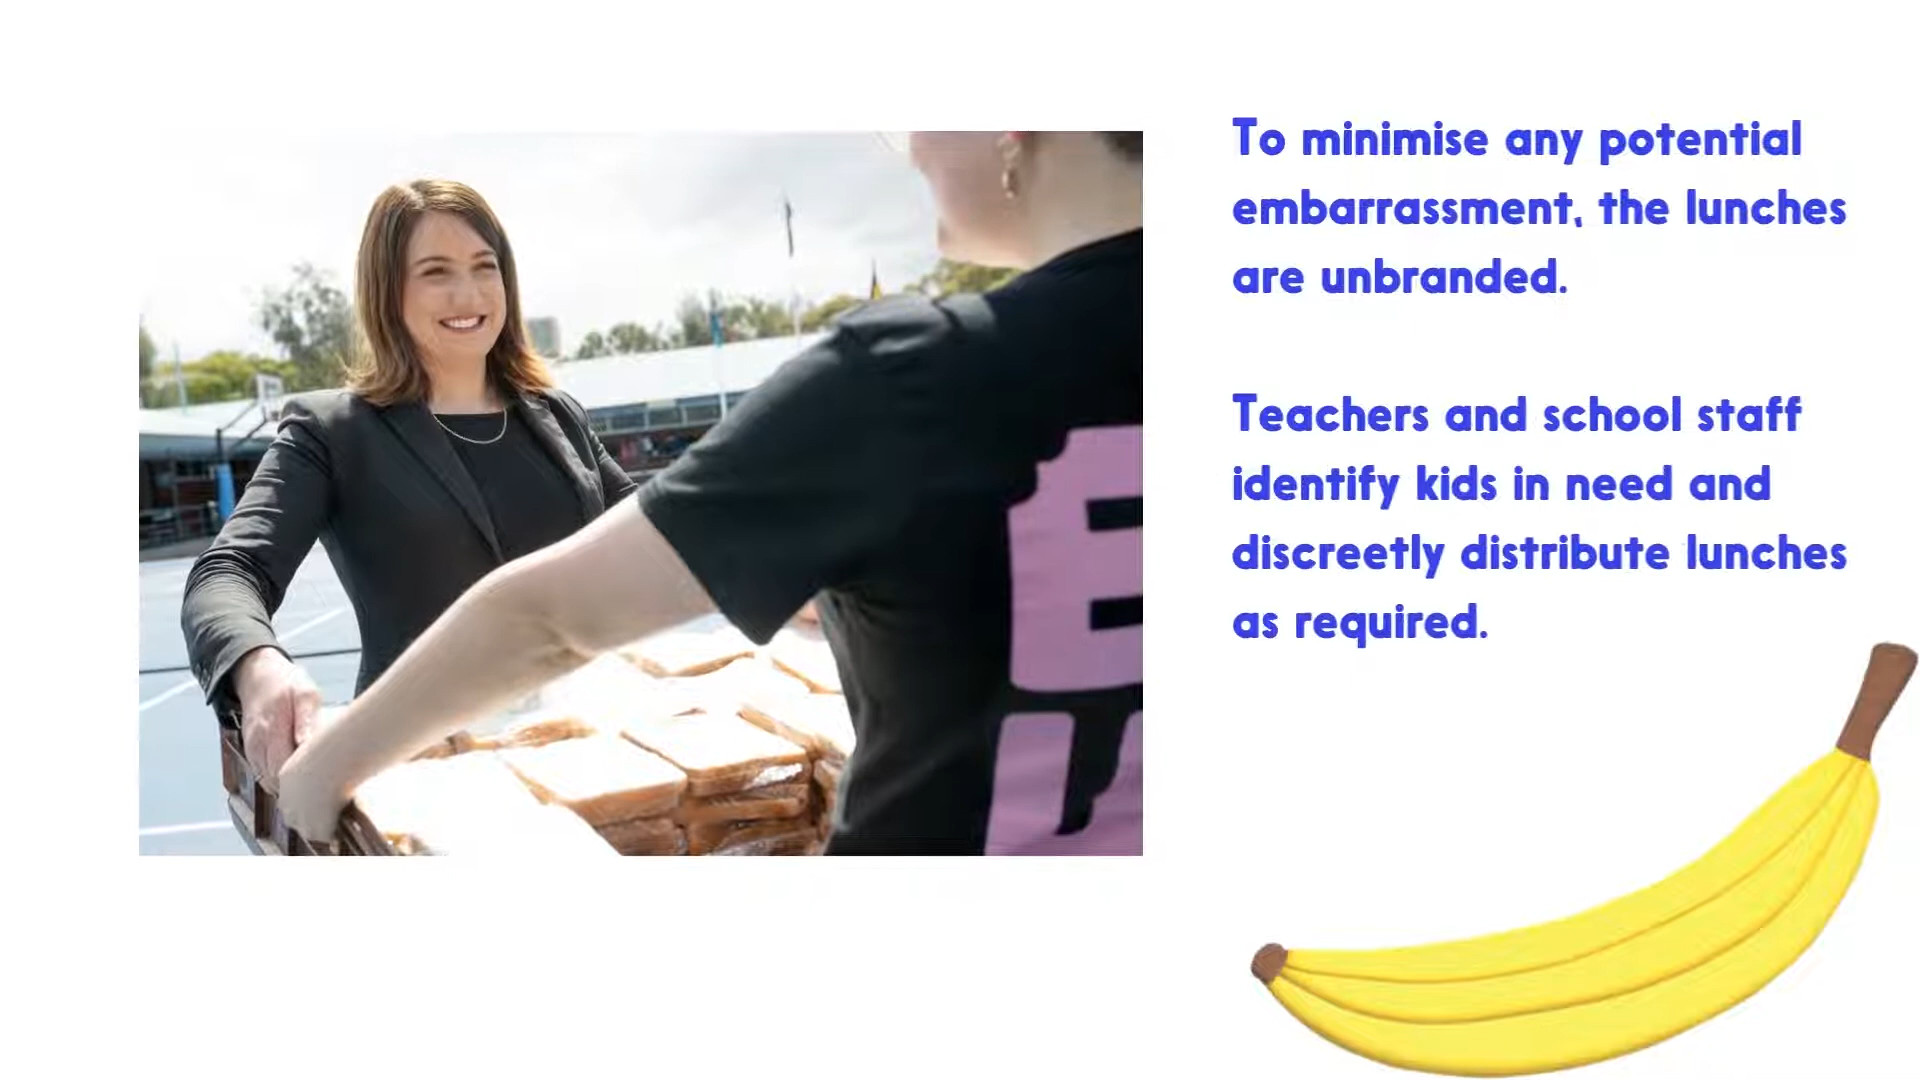 To minimise any potential
embarrassment, the lunches
are unbranded.
Teachers and school staff
identify kids in need and
discreetly distribute lunches
as required.